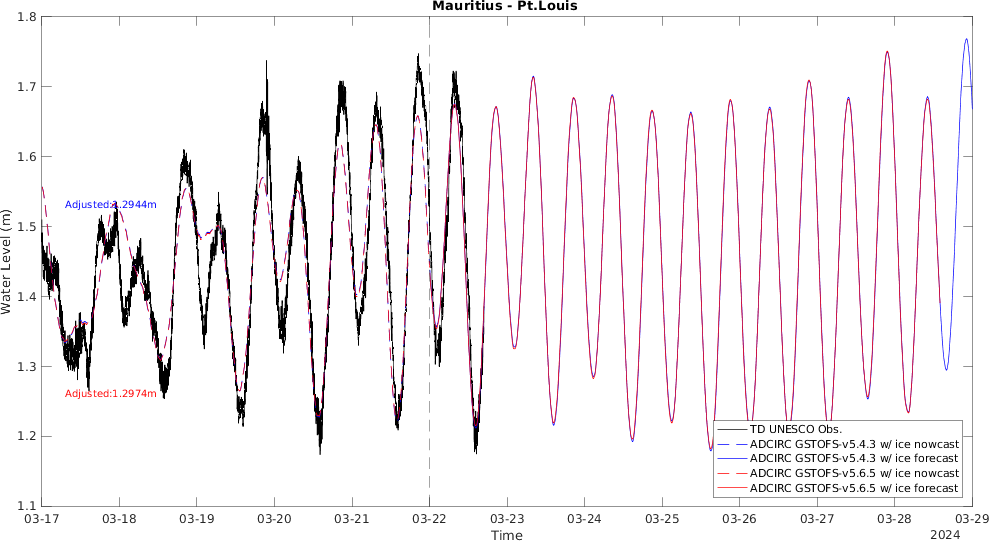 Mauritius - Pt.Louis
1.8
1.7
1.6
1.5
1.4
1.3
1.2
1.1
Water Level (m)
Adjusted:1.2944m
Adjusted:1.2974m
TD UNESCO Obs.
ADCIRC GSTOFS-v5.4.3 w/ ice nowcast
ADCIRC GSTOFS-v5.4.3 w/ ice forecast
ADCIRC GSTOFS-v5.6.5 w/ ice nowcast
ADCIRC GSTOFS-v5.6.5 w/ ice forecast
03-17 03-18 03-19 03-20 03-21 03-22 03-23 03-24 03-25 03-26 03-27 03-28 03-29
Time
2024